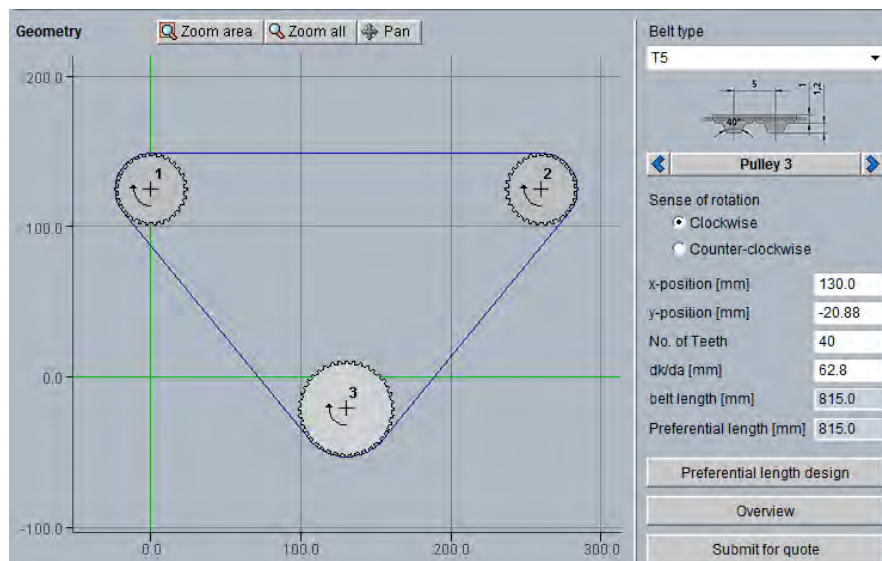 Geometry
Zoom area
Zoom all
Pan
200.0
100.0
0.0
-100.0
0.0
100.0
200.0
300.0
1
2
3
Belt type
T5
5
1
1,2
40°
Pulley 3
Sense of rotation
Clockwise
Counter-clockwise
x-position [mm] 130.0
y-position [mm] -20.88
No. of Teeth 40
dk/da [mm] 62.8
belt length [mm] 815.0
Preferential length [mm] 815.0
Preferential length design
Overview
Submit for quote